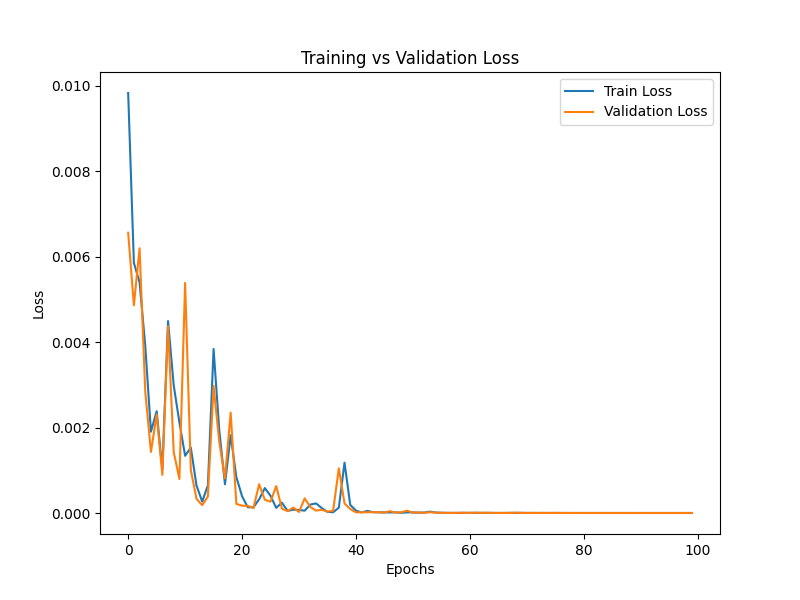 Training vs Validation Loss
Train Loss
Validation Loss
0.010
0.008
0.006
0.004
0.002
0.000
Loss
0
20
40
60
80
100
Epochs